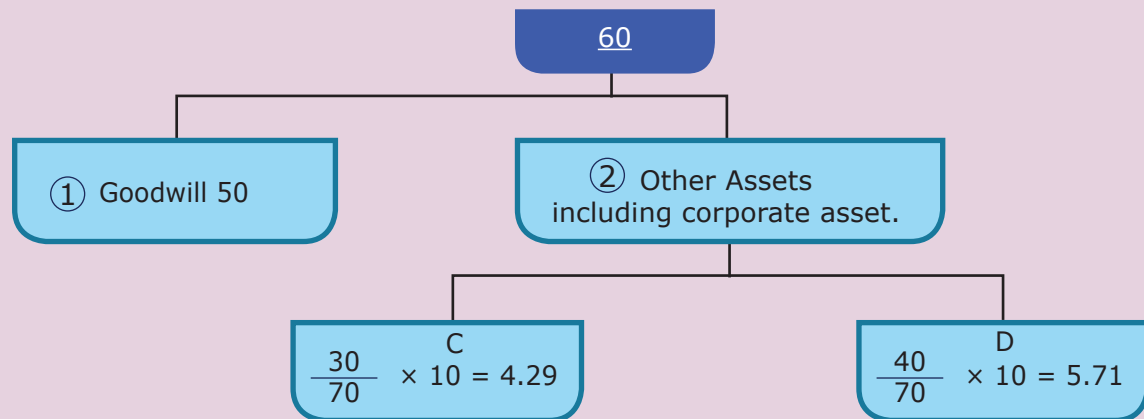 60
① Goodwill 50
② Other Assets
including corporate asset.
C
30/70 × 10 = 4.29
D
40/70 × 10 = 5.71